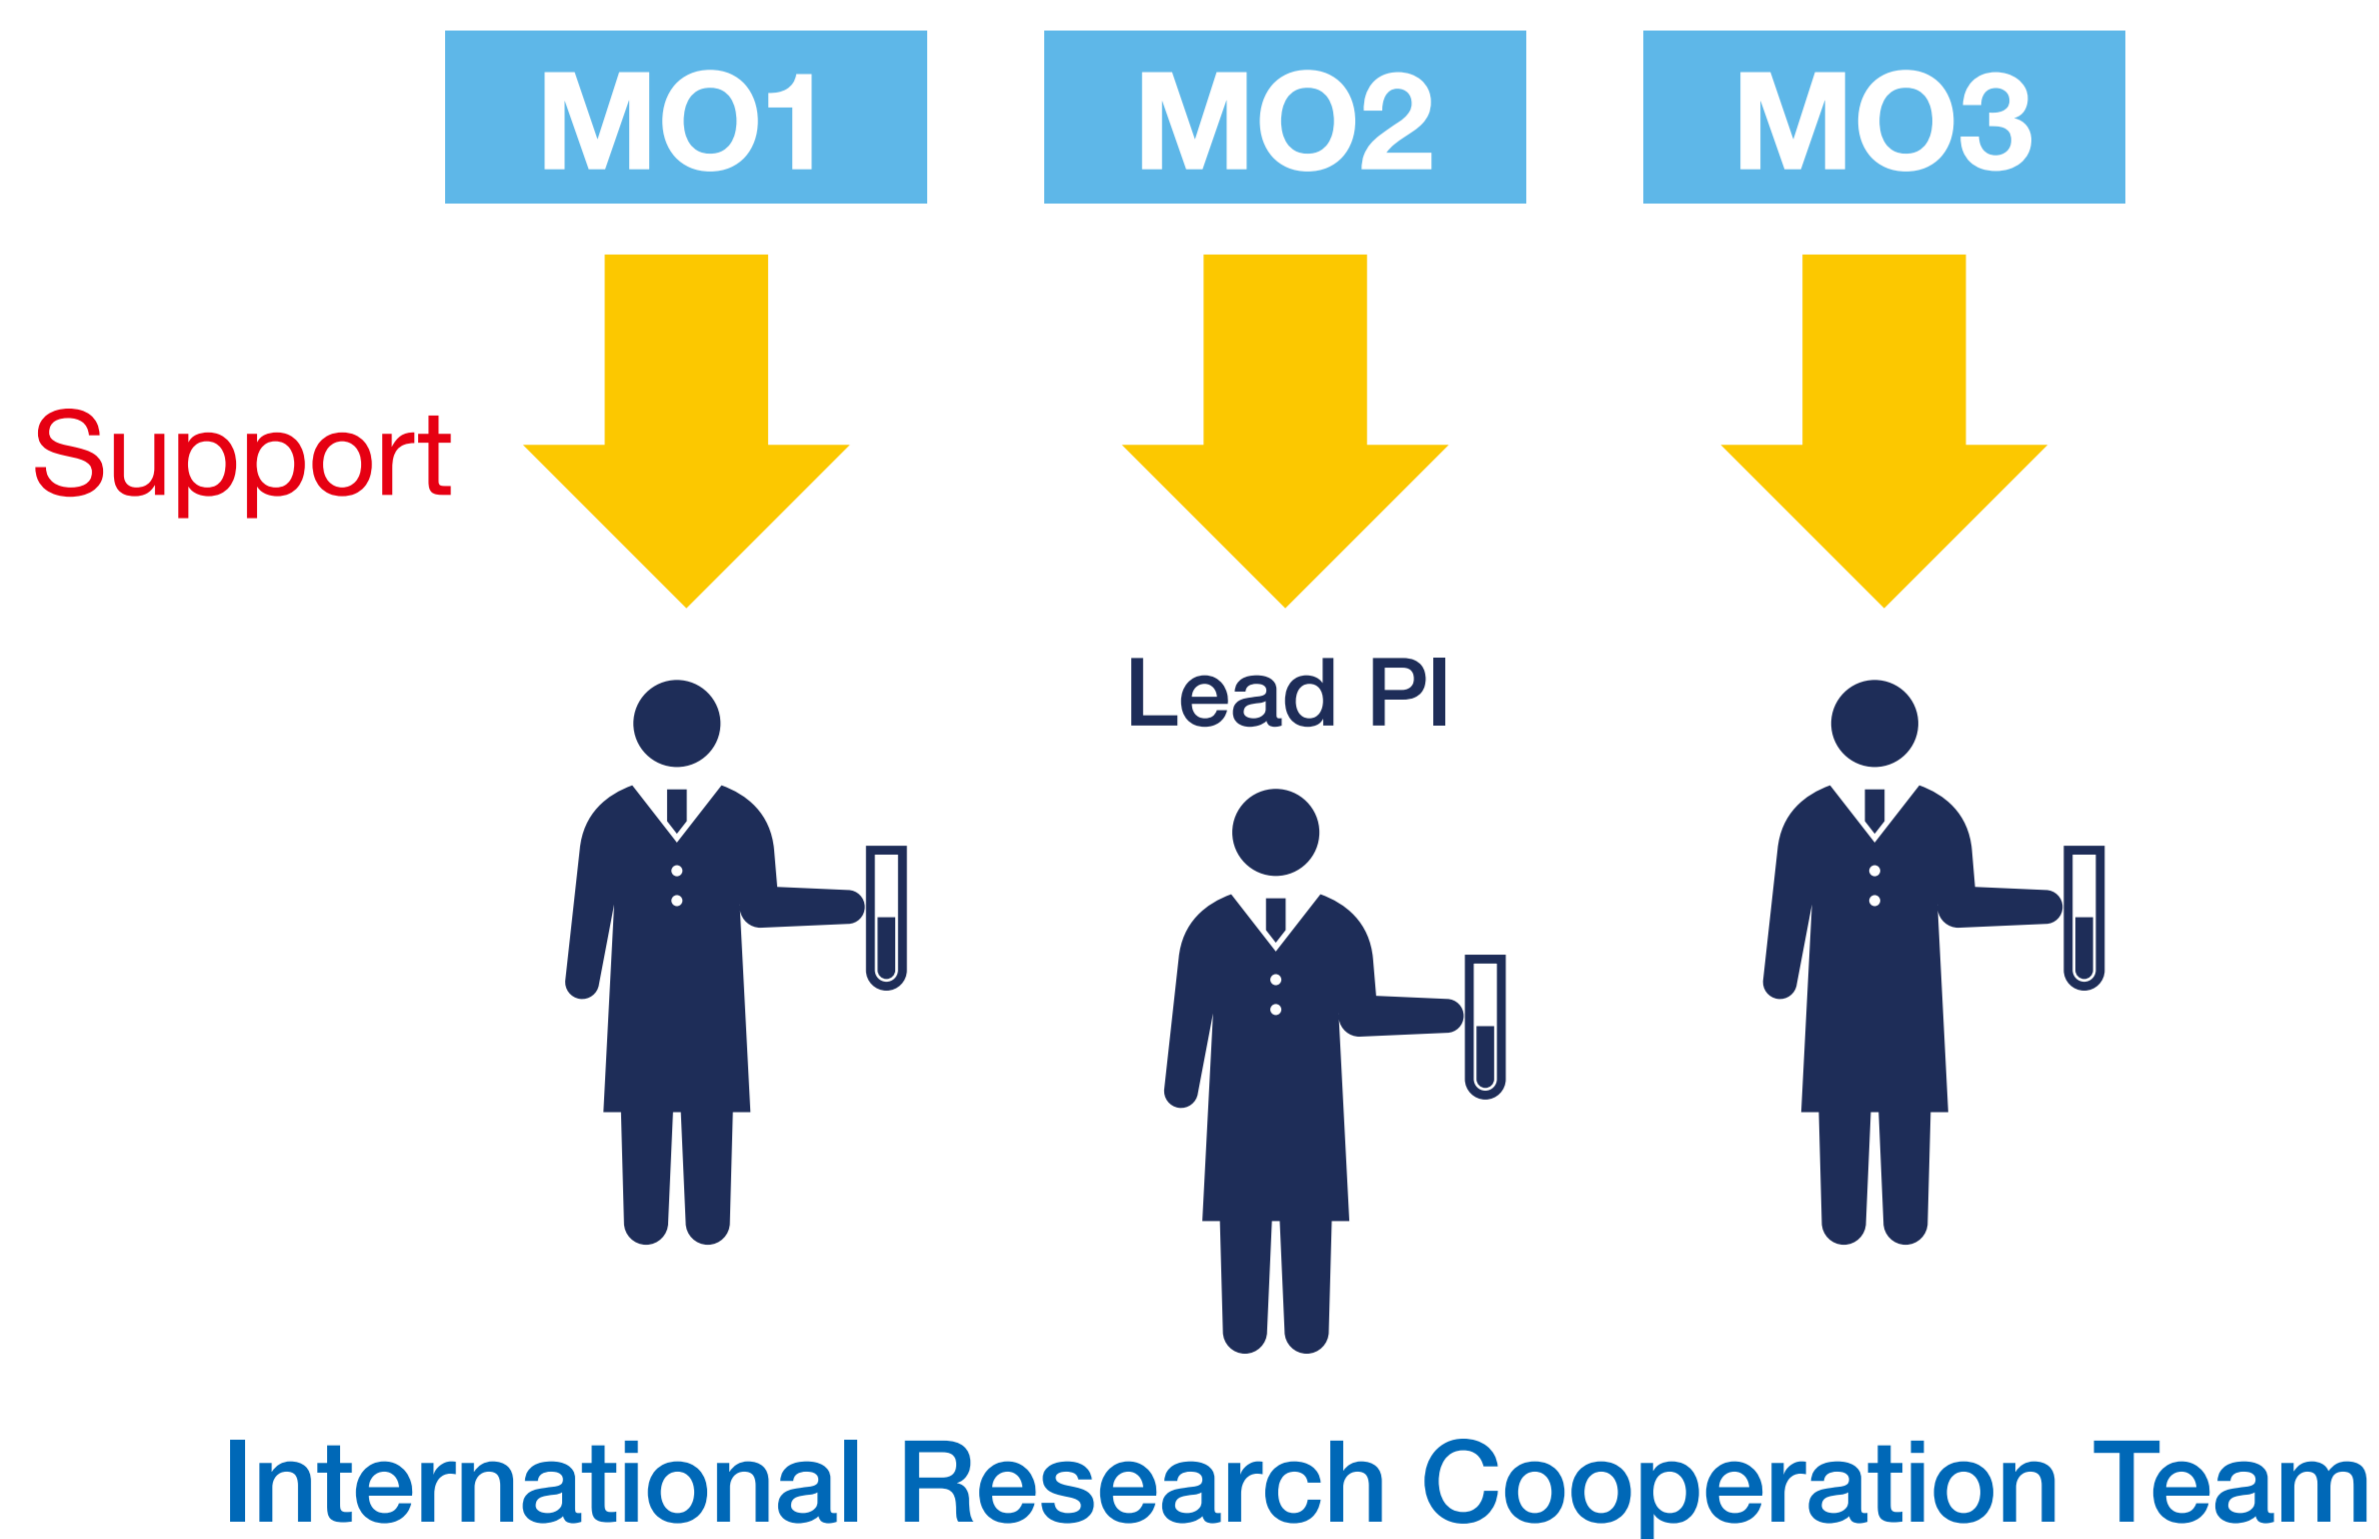 MO1 MO2 MO3
Support
Lead PI
International Research Cooperation Team